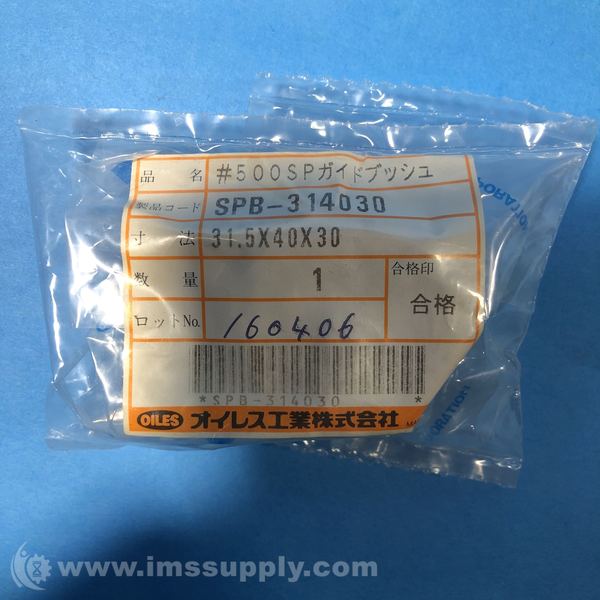 品名 #500SPガイドブッシュ
製品コード SPB-314030
寸法 31.5X40X30
数量 1 合格印
合格
ロットNo. 160406
*SPB-314030*
OILES オイレス工業株式会社
PORATION
ORATION
www.imssupply.com